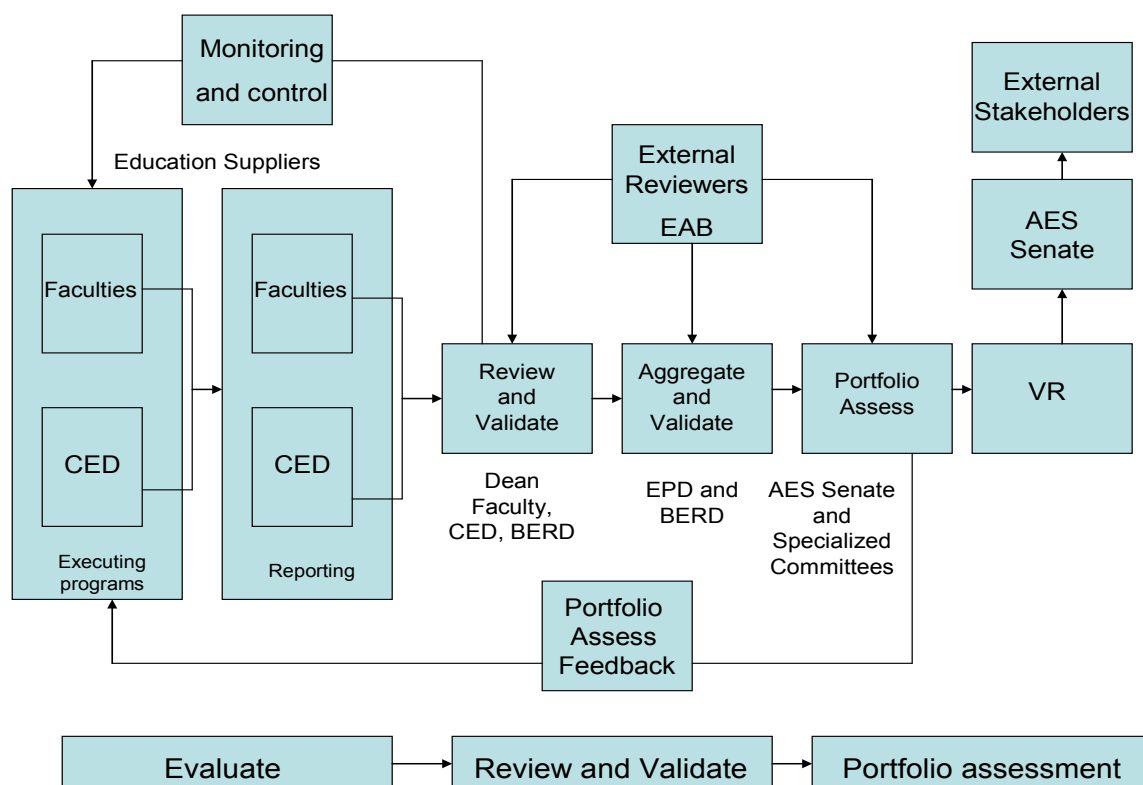 Monitoring
and control
External
Stakeholders
Education Suppliers
External
Reviewers
EAB
AES
Senate
Faculties
Faculties
Review
and
Validate
Aggregate
and
Validate
Portfolio
Assess
VR
CED
CED
Dean
Faculty,
CED, BERD
EPD and
BERD
AES Senate
and
Specialized
Committees
Executing
programs
Reporting
Portfolio
Assess
Feedback
Evaluate
Review and Validate
Portfolio assessment